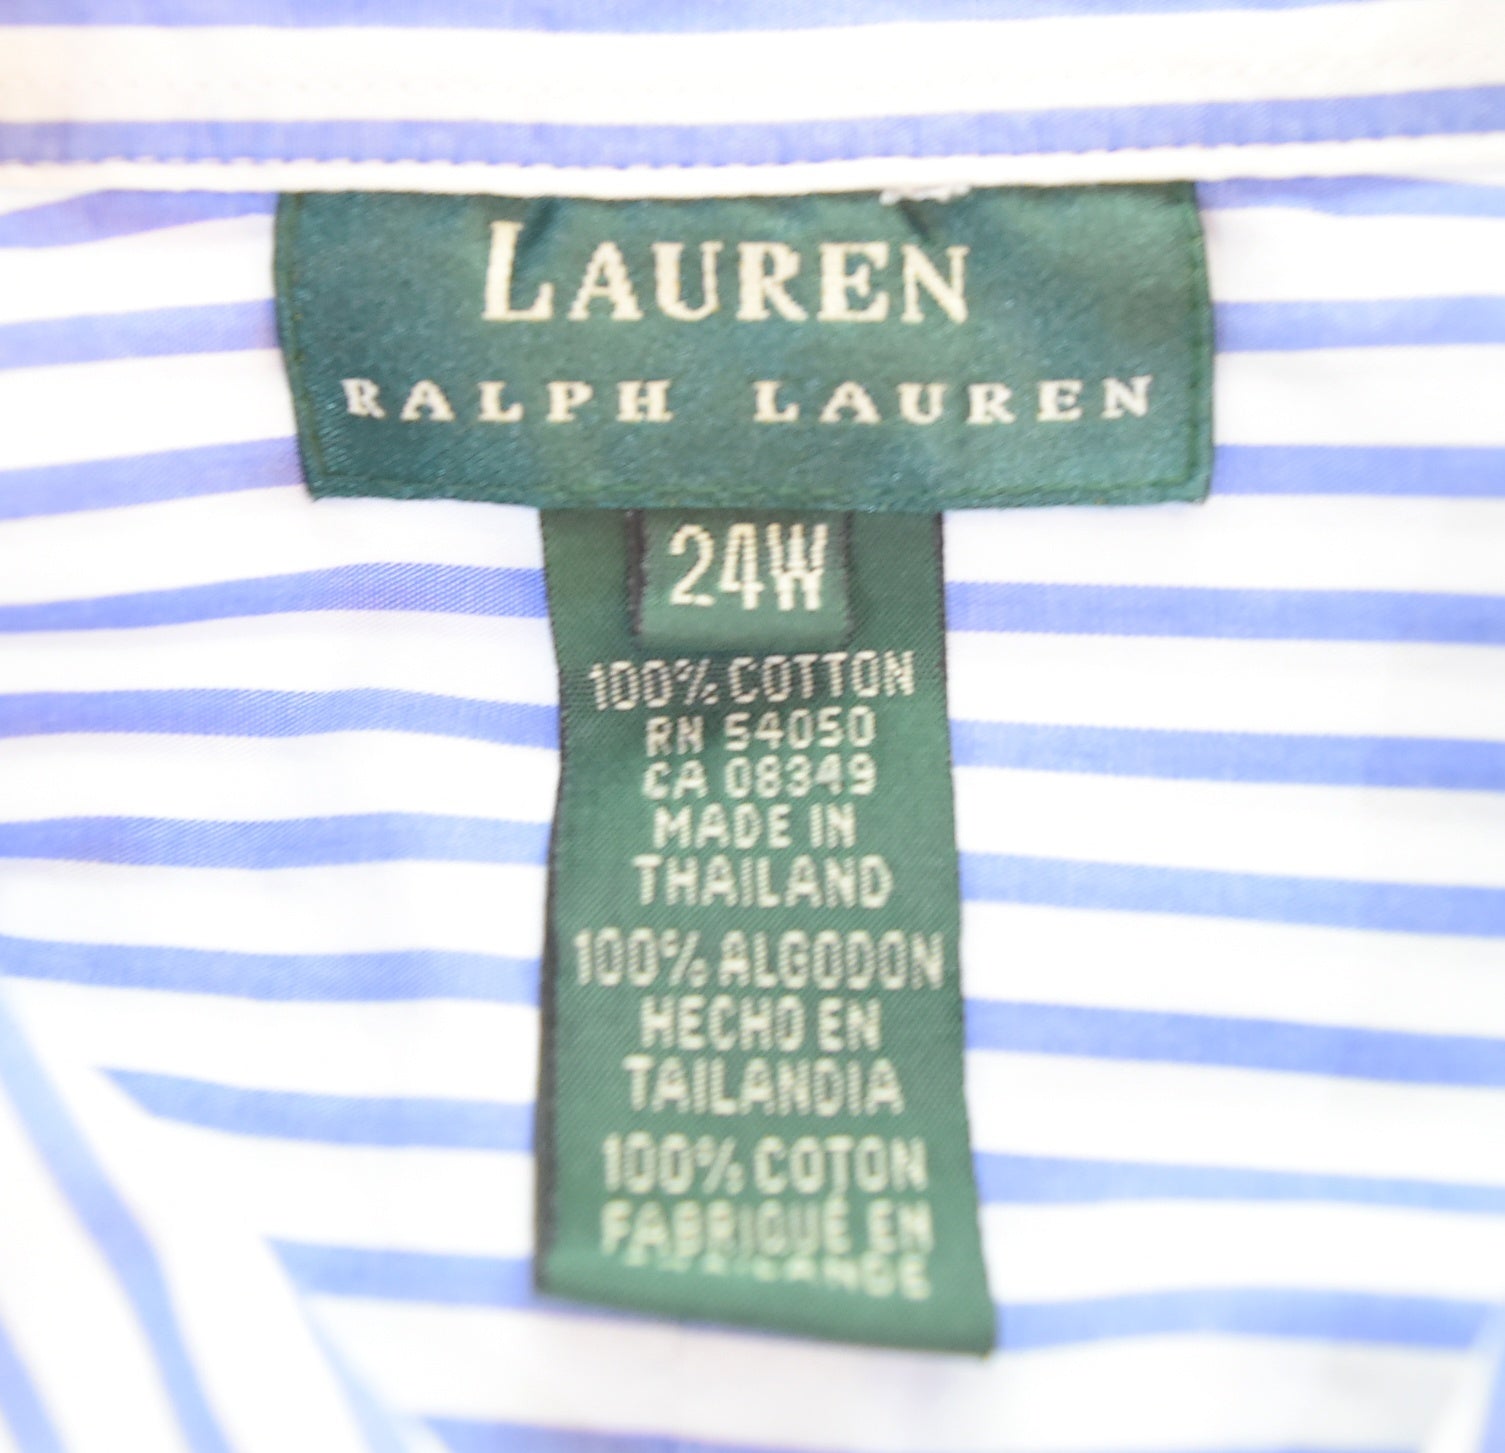 LAUREN
RALPH LAUREN
24W
100% COTTON
RN 54050
CA 08349
MADE IN
THAILAND
100% ALGODON
HECHO EN
TAILANDIA
100% COTON
FABRIQUÉ EN